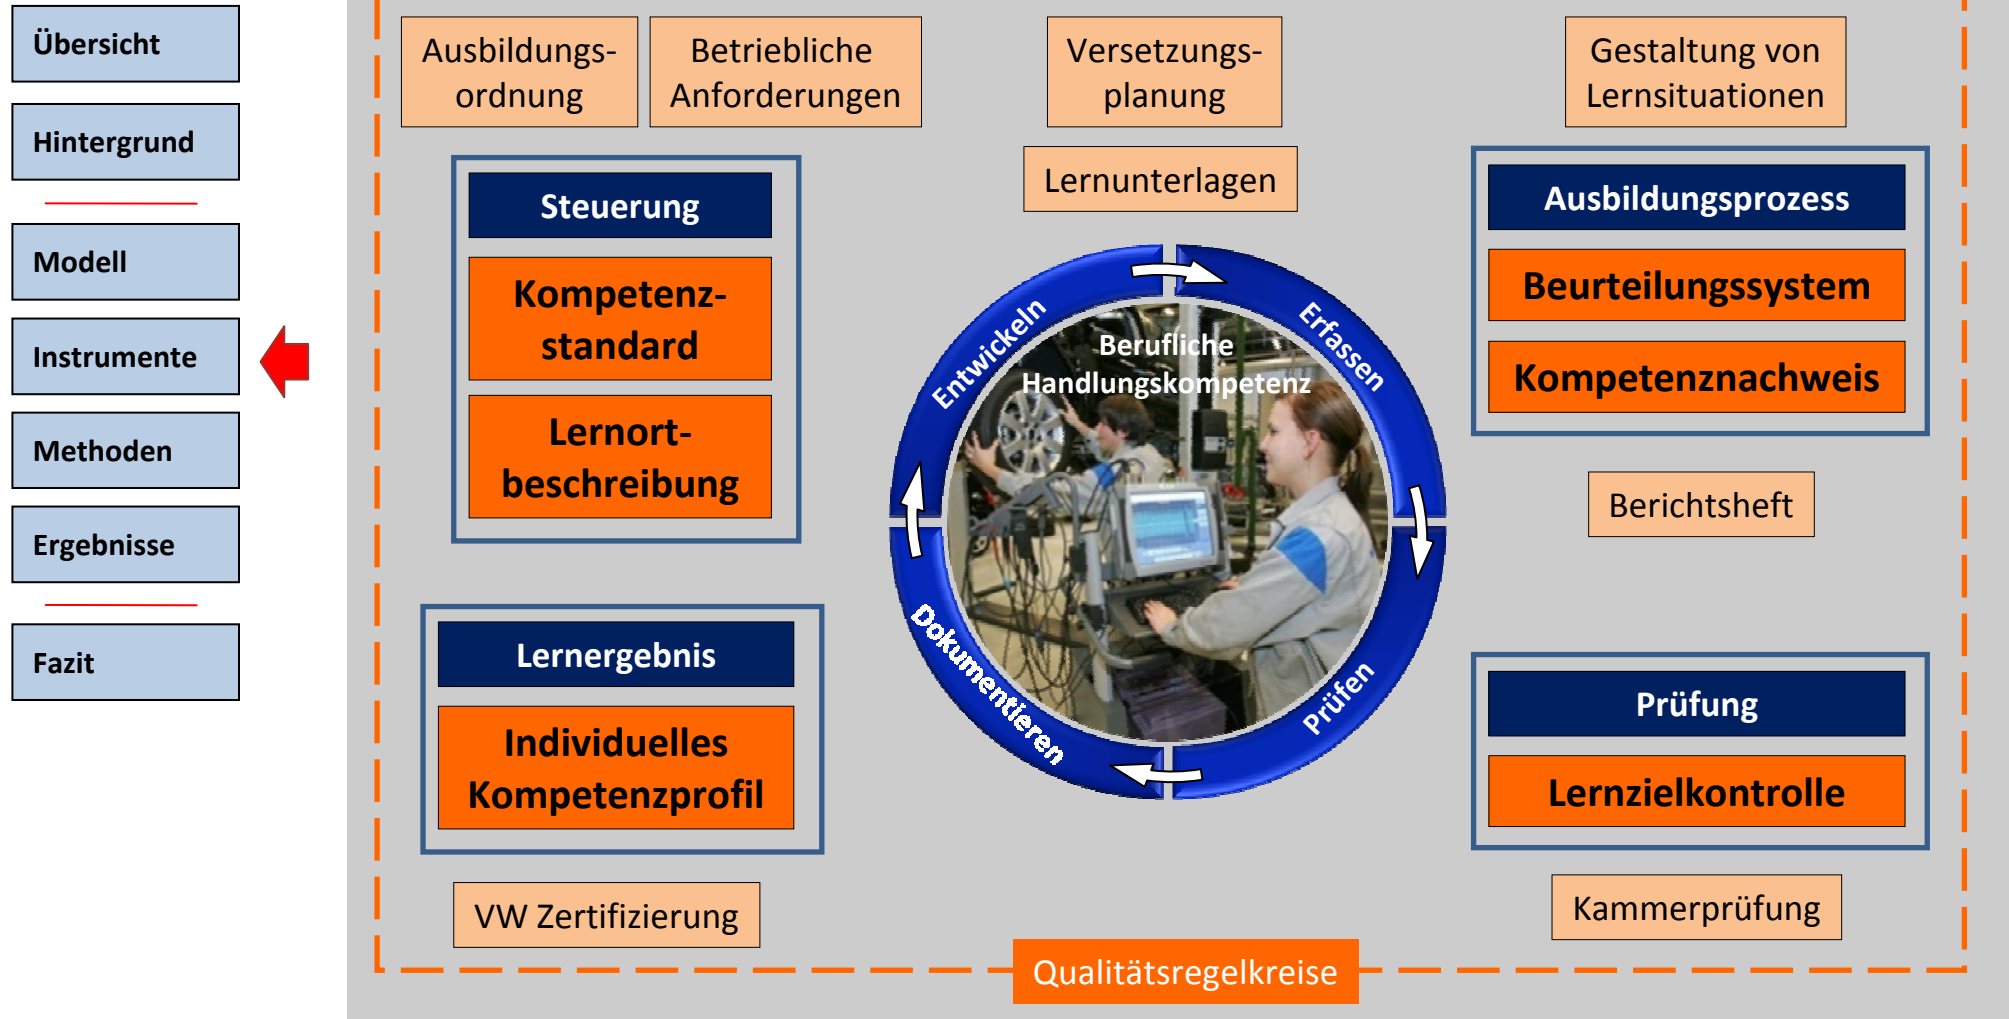 Übersicht
Hintergrund
Modell
Instrumente
Methoden
Ergebnisse
Fazit
Ausbildungs-
ordnung
Betriebliche
Anforderungen
Versetzungs-
planung
Gestaltung von
Lernsituationen
Lernunterlagen
Steuerung
Kompetenz-
standard
Lernort-
beschreibung
Ausbildungsprozess
Beurteilungssystem
Kompetenznachweis
Berichtsheft
Entwickeln
Erfassen
Prüfen
Dokumentieren
Berufliche
Handlungskompetenz
Lernergebnis
Individuelles
Kompetenzprofil
VW Zertifizierung
Prüfung
Lernzielkontrolle
Kammerprüfung
Qualitätsregelkreise